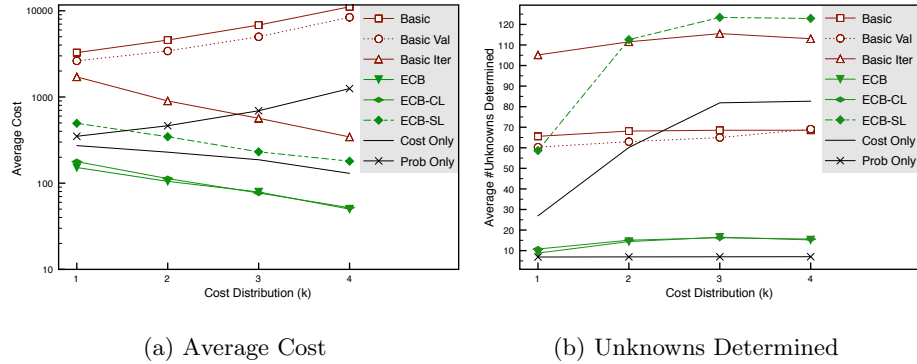 10000
1000
100
10
Average Cost
1
2
3
4
Cost Distribution (k)
Basic
Basic Val
Basic Iter
ECB
ECB-CL
ECB-SL
Cost Only
Prob Only
(a) Average Cost
120
110
100
90
80
70
60
50
40
30
20
10
Average #Unknowns Determined
1
2
3
4
Cost Distribution (k)
Basic
Basic Val
Basic Iter
ECB
ECB-CL
ECB-SL
Cost Only
Prob Only
(b) Unknowns Determined